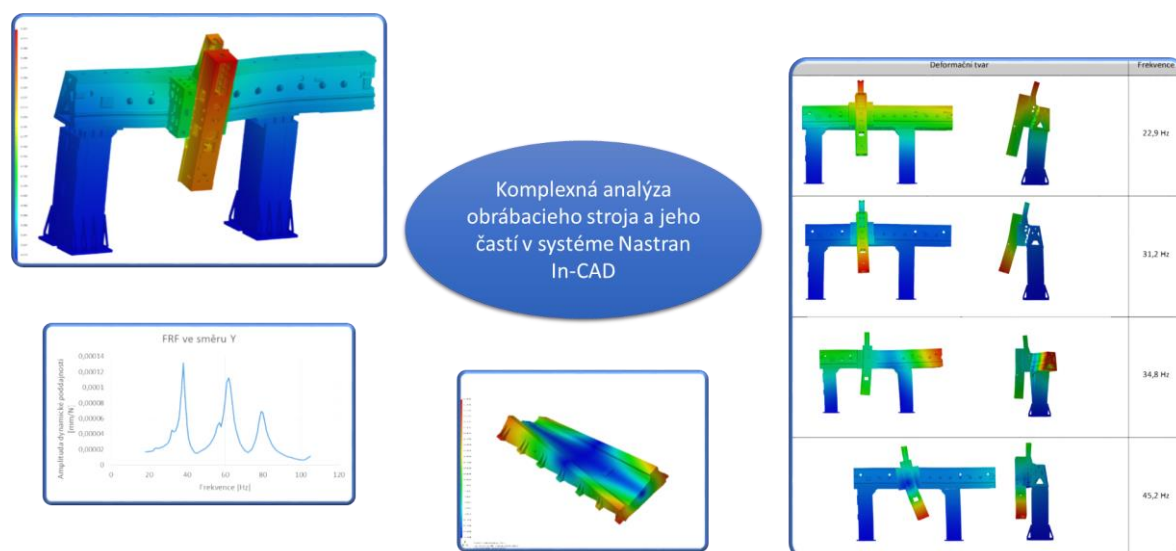 Komplexná analýza
obrábacieho stroja a jeho
častí v systéme Nastran
In-CAD
FRF ve směru Y
Amplituda dynamické poddajnosti
[mm/N]
0,00014
0,00012
0,0001
0,00008
0,00006
0,00004
0,00002
0
0 20 40 60 80 100 120
Frekvence [Hz]
Deformační tvar Frekvence
22,9 Hz
31,2 Hz
34,8 Hz
45,2 Hz